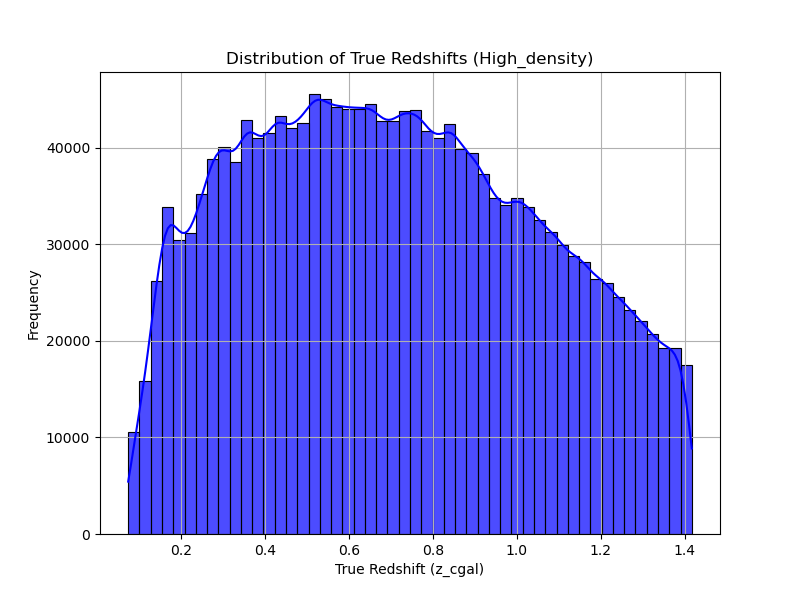 Distribution of True Redshifts (High_density)
Frequency
40000
30000
20000
10000
0
0.2 0.4 0.6 0.8 1.0 1.2 1.4
True Redshift (z_cgal)